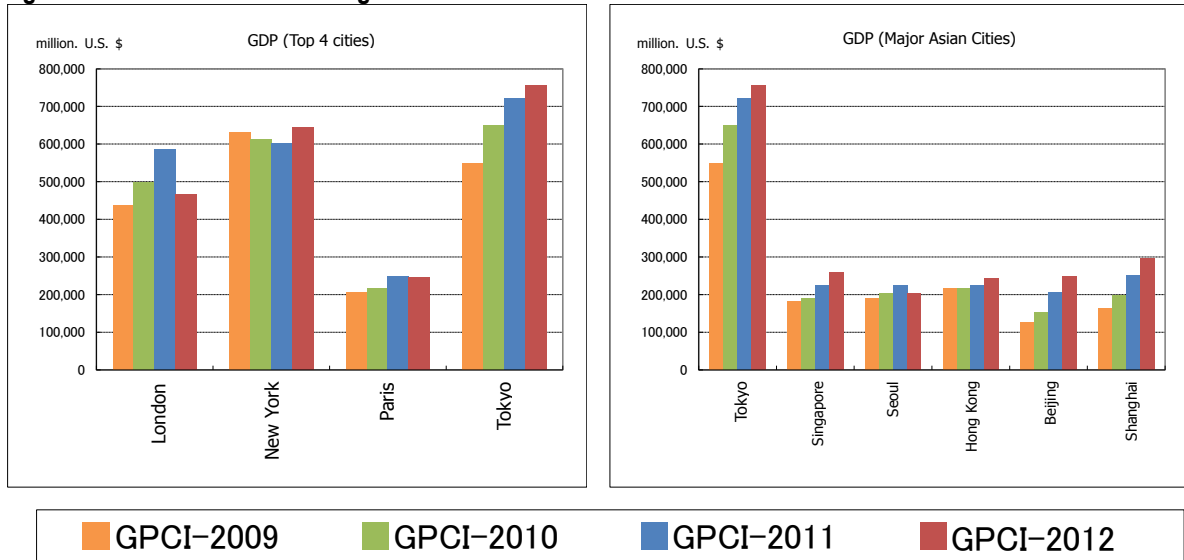 GDP (Top 4 cities)
million. U.S. $
800,000
700,000
600,000
500,000
400,000
300,000
200,000
100,000
0
London
New York
Paris
Tokyo
GDP (Major Asian Cities)
million. U.S. $
800,000
700,000
600,000
500,000
400,000
300,000
200,000
100,000
0
Tokyo
Singapore
Seoul
Hong Kong
Beijing
Shanghai
GPCI-2009 GPCI-2010 GPCI-2011 GPCI-2012